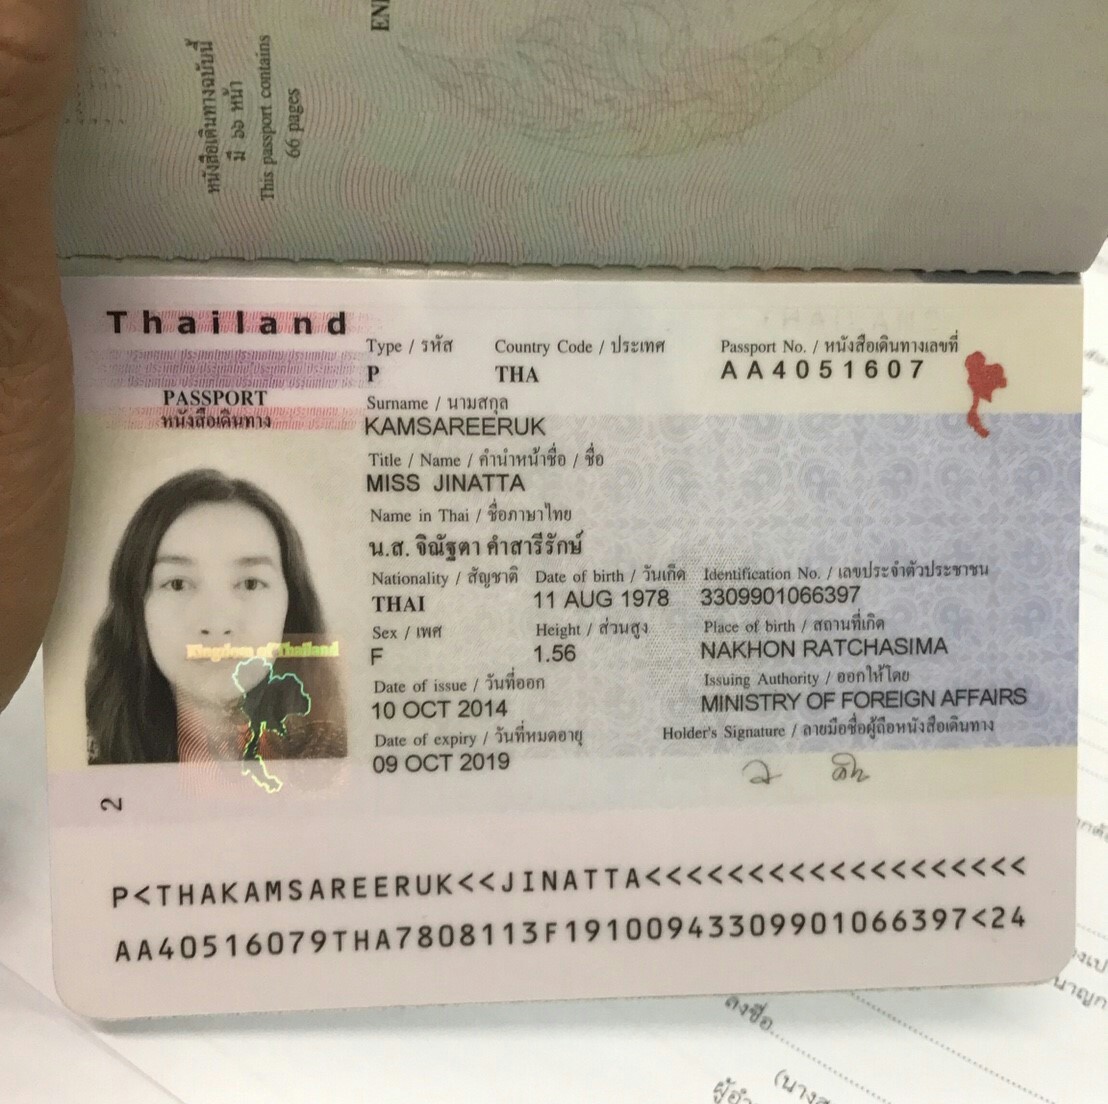 หนังสือเดินทางฉบับนี้
มี ๖๖ หน้า
This passport contains
66 pages
Thailand
PASSPORT
หนังสือเดินทาง
Type / รหัส Country Code / ประเทศ Passport No. / หนังสือเดินทางเลขที่
P THA AA4051607
Surname / นามสกุล
KAMSAREERUK
Title / Name / คำนำหน้าชื่อ / ชื่อ
MISS JINATTA
Name in Thai / ชื่อภาษาไทย
น.ส. จิณัฐตา คำสารีรักษ์
Nationality / สัญชาติ Date of birth / วันเกิด Identification No. / เลขประจำตัวประชาชน
THAI 11 AUG 1978 3309901066397
Sex / เพศ Height / ส่วนสูง Place of birth / สถานที่เกิด
F 1.56 NAKHON RATCHASIMA
Date of issue / วันที่ออก Issuing Authority / ออกให้โดย
10 OCT 2014 MINISTRY OF FOREIGN AFFAIRS
Date of expiry / วันที่หมดอายุ Holder's Signature / ลายมือชื่อผู้ถือหนังสือเดินทาง
09 OCT 2019
Kingdom of Thailand
2
P<THAKAMSAREERUK<<JINATTA<<<<<<<<<<<<<<<<<<<
AA40516079THA7808113F19100943309901066397<24
ลงชื่อ